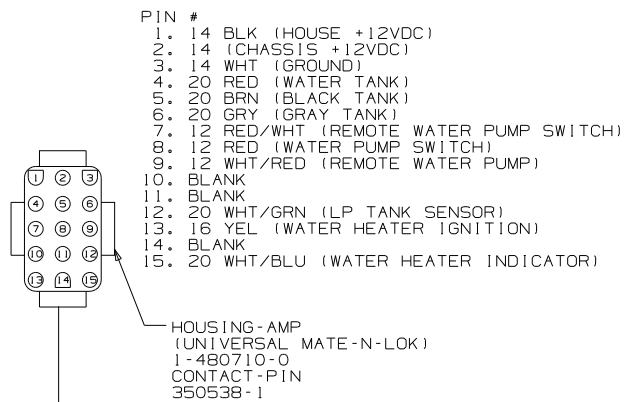 PIN #
1. 14 BLK (HOUSE +12VDC)
2. 14 (CHASSIS +12VDC)
3. 14 WHT (GROUND)
4. 20 RED (WATER TANK)
5. 20 BRN (BLACK TANK)
6. 20 GRY (GRAY TANK)
7. 12 RED/WHT (REMOTE WATER PUMP SWITCH)
8. 12 RED (WATER PUMP SWITCH)
9. 12 WHT/RED (REMOTE WATER PUMP)
10. BLANK
11. BLANK
12. 20 WHT/GRN (LP TANK SENSOR)
13. 16 YEL (WATER HEATER IGNITION)
14. BLANK
15. 20 WHT/BLU (WATER HEATER INDICATOR)
1 2 3
4 5 6
7 8 9
10 11 12
13 14 15
HOUSING-AMP
(UNIVERSAL MATE-N-LOK)
1-480710-0
CONTACT-PIN
350538-1